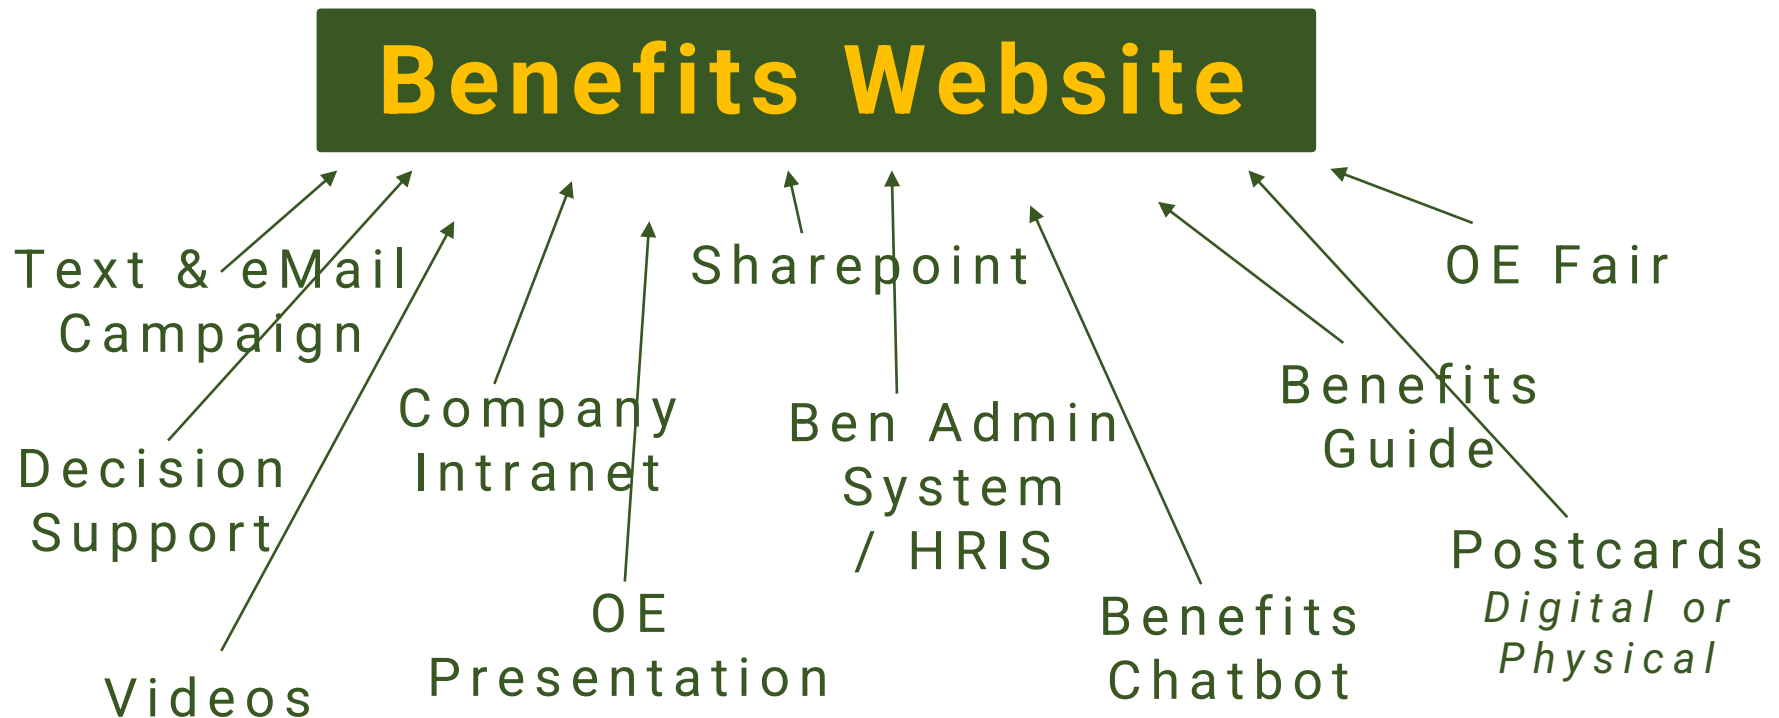 Benefits Website
Text & eMail
Campaign
Sharepoint
OE Fair
Company
Intranet
Ben Admin
System
/ HRIS
Benefits
Guide
Decision
Support
OE
Presentation
Benefits
Chatbot
Postcards
Digital or
Physical
Videos